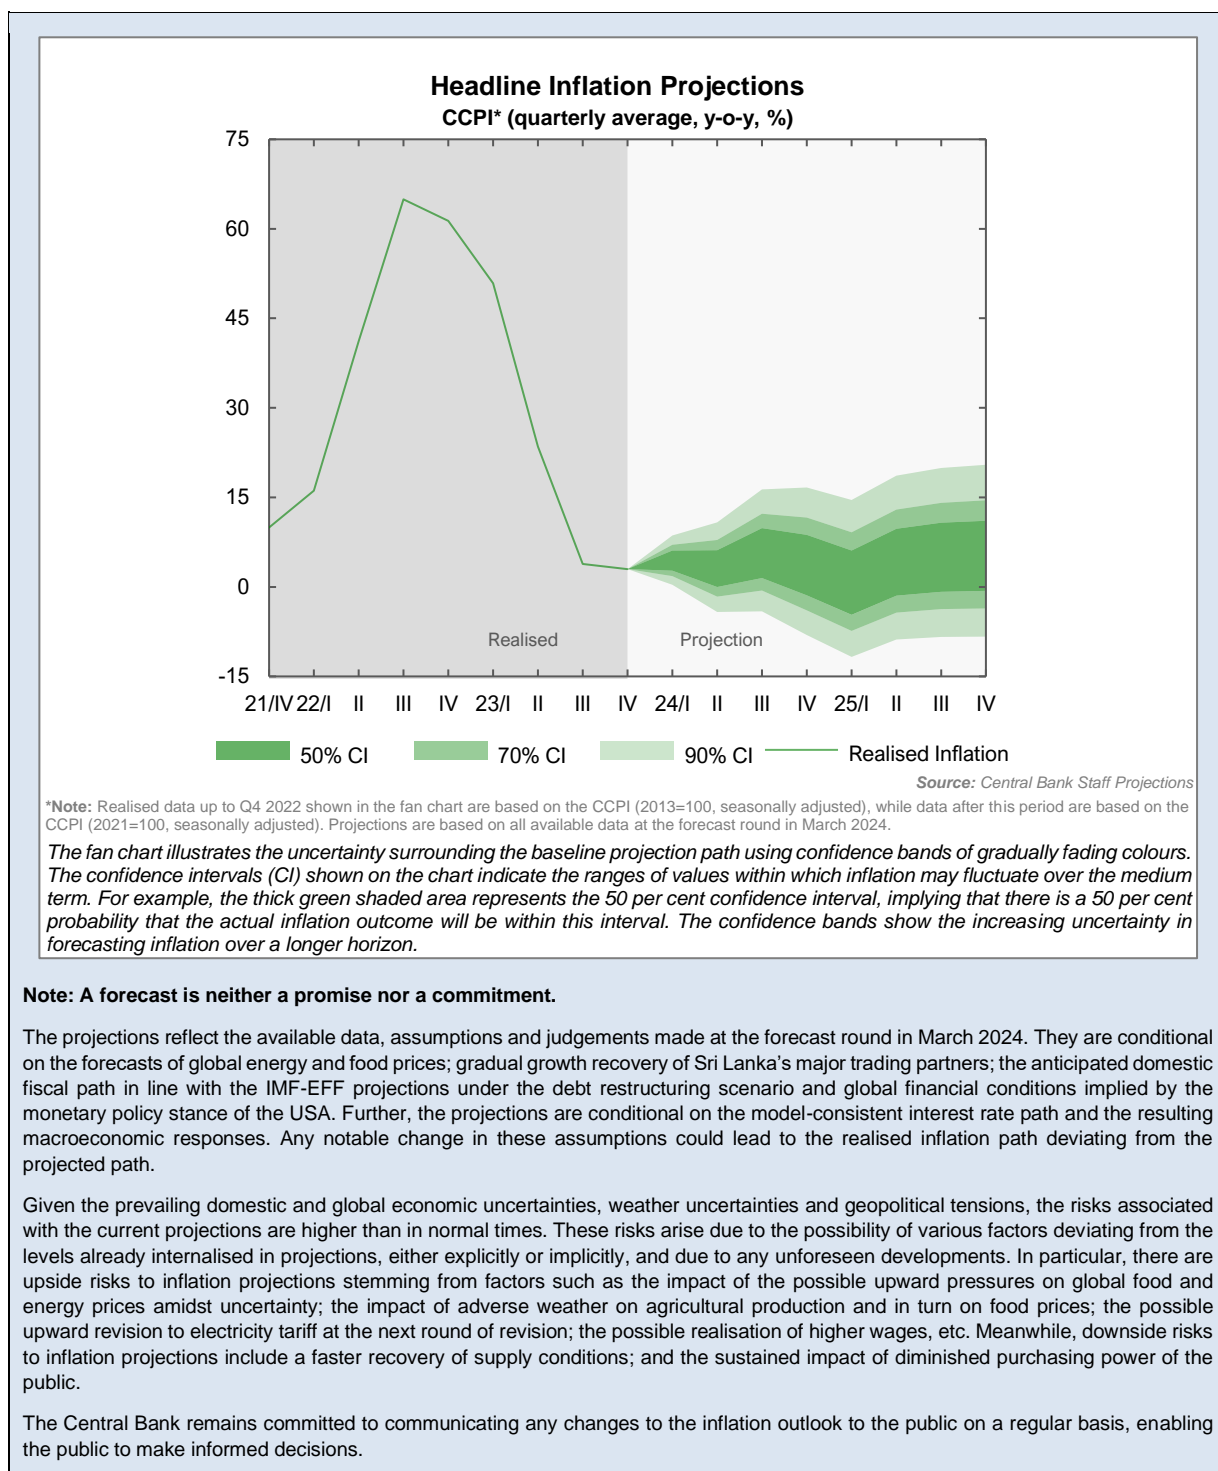 Headline Inflation Projections
CCPI* (quarterly average, y-o-y, %)
75
60
45
30
15
0
-15
Realised
Projection
21/IV 22/I II III IV 23/I II III IV 24/I II III IV 25/I II III IV
50% CI 70% CI 90% CI Realised Inflation
Source: Central Bank Staff Projections
*Note: Realised data up to Q4 2022 shown in the fan chart are based on the CCPI (2013=100, seasonally adjusted), while data after this period are based on the
CCPI (2021=100, seasonally adjusted). Projections are based on all available data at the forecast round in March 2024.
The fan chart illustrates the uncertainty surrounding the baseline projection path using confidence bands of gradually fading colours.
The confidence intervals (CI) shown on the chart indicate the ranges of values within which inflation may fluctuate over the medium
term. For example, the thick green shaded area represents the 50 per cent confidence interval, implying that there is a 50 per cent
probability that the actual inflation outcome will be within this interval. The confidence bands show the increasing uncertainty in
forecasting inflation over a longer horizon.
Note: A forecast is neither a promise nor a commitment.
The projections reflect the available data, assumptions and judgements made at the forecast round in March 2024. They are conditional
on the forecasts of global energy and food prices; gradual growth recovery of Sri Lanka's major trading partners; the anticipated domestic
fiscal path in line with the IMF-EFF projections under the debt restructuring scenario and global financial conditions implied by the
monetary policy stance of the USA. Further, the projections are conditional on the model-consistent interest rate path and the resulting
macroeconomic responses. Any notable change in these assumptions could lead to the realised inflation path deviating from the
projected path.
Given the prevailing domestic and global economic uncertainties, weather uncertainties and geopolitical tensions, the risks associated
with the current projections are higher than in normal times. These risks arise due to the possibility of various factors deviating from the
levels already internalised in projections, either explicitly or implicitly, and due to any unforeseen developments. In particular, there are
upside risks to inflation projections stemming from factors such as the impact of the possible upward pressures on global food and
energy prices amidst uncertainty; the impact of adverse weather on agricultural production and in turn on food prices; the possible
upward revision to electricity tariff at the next round of revision; the possible realisation of higher wages, etc. Meanwhile, downside risks
to inflation projections include a faster recovery of supply conditions; and the sustained impact of diminished purchasing power of the
public.
The Central Bank remains committed to communicating any changes to the inflation outlook to the public on a regular basis, enabling
the public to make informed decisions.